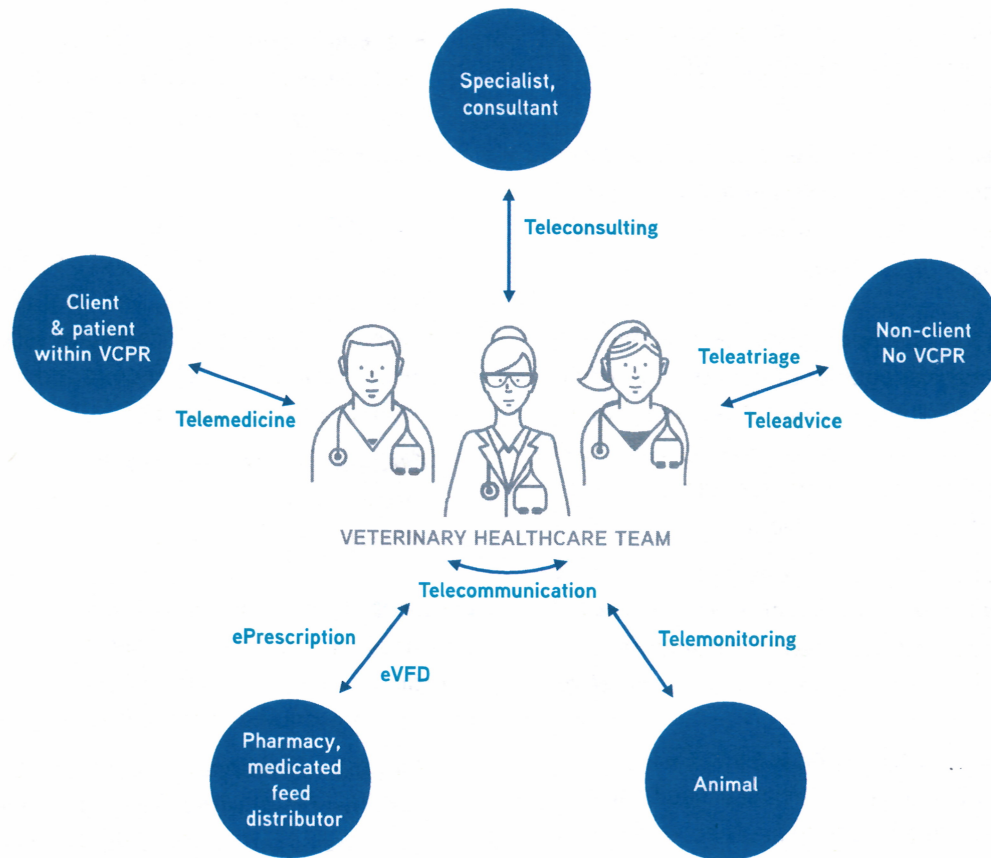 Specialist,
consultant
Teleconsulting
Client
& patient
within VCPR
Non-client
No VCPR
Teleatriage
Telemedicine
Teleadvice
VETERINARY HEALTHCARE TEAM
Telecommunication
ePrescription
Telemonitoring
eVFD
Pharmacy,
medicated
feed
distributor
Animal